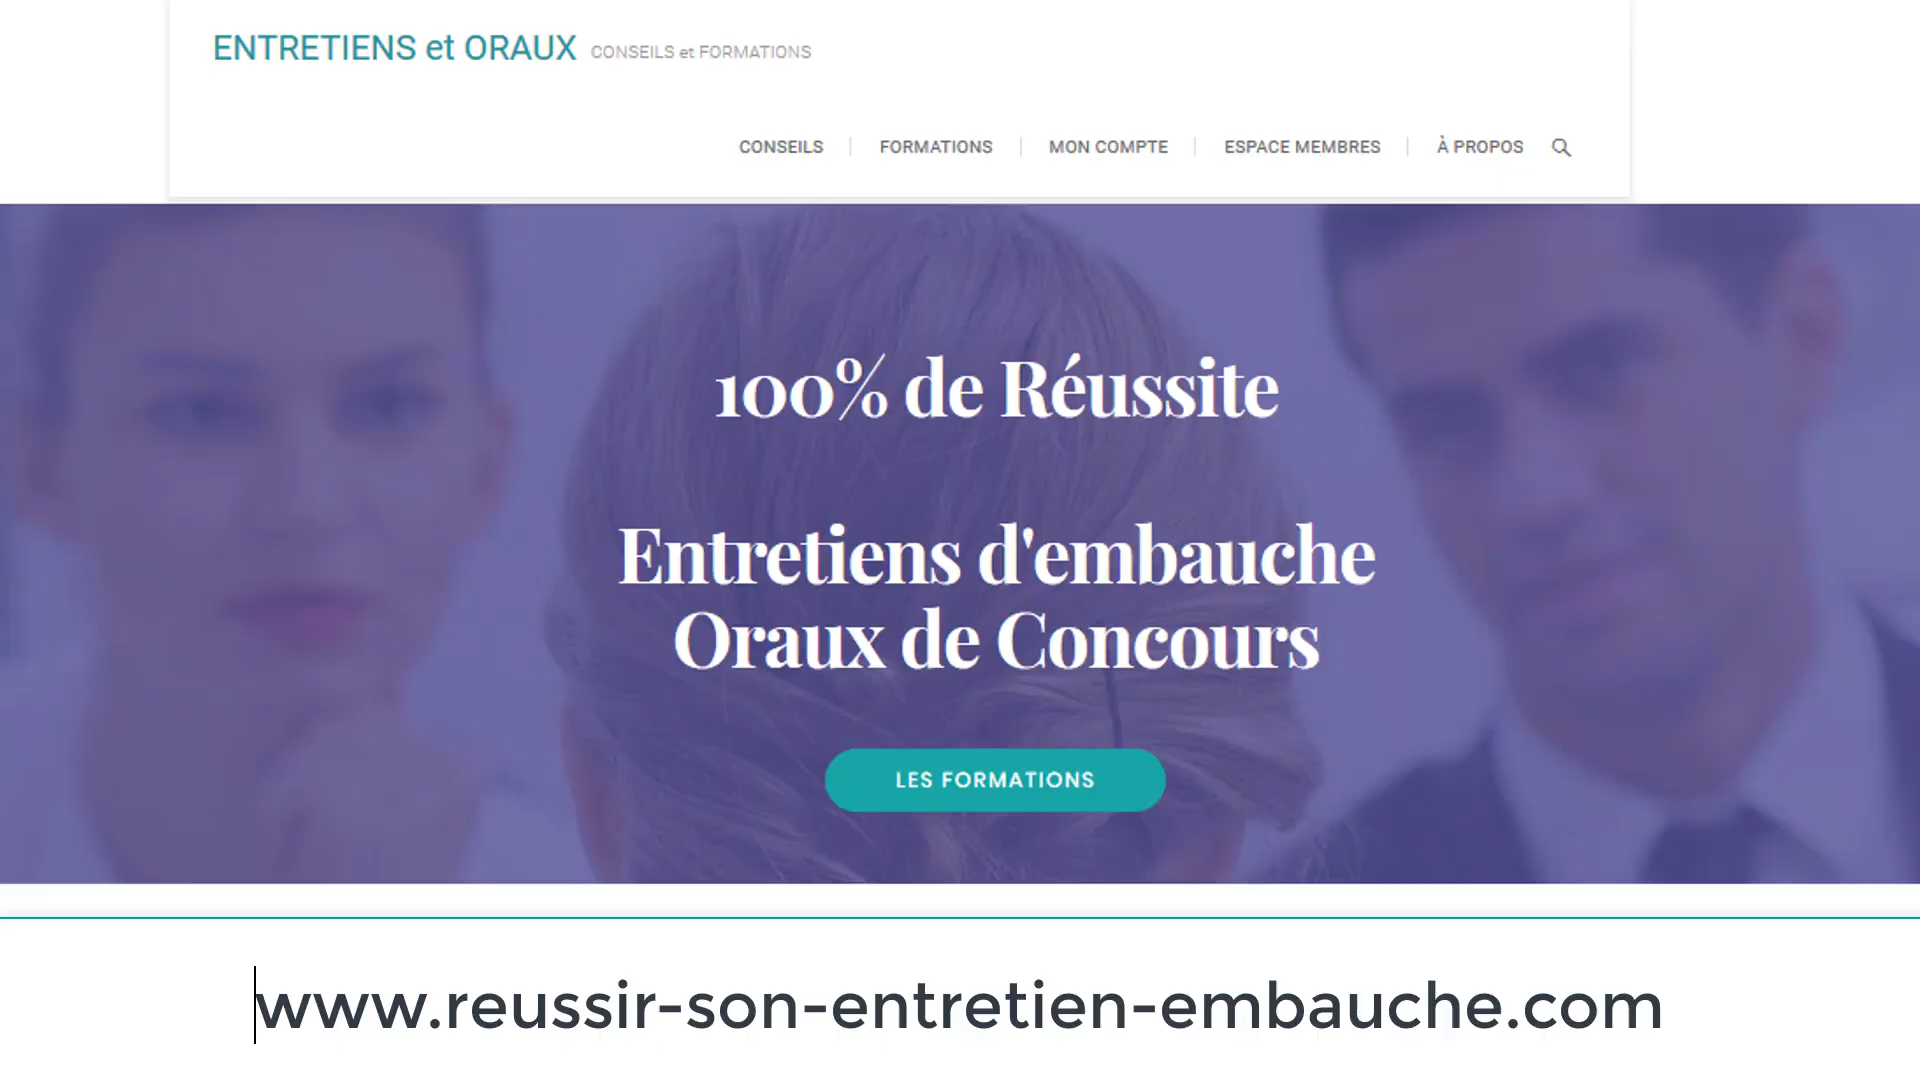 ENTRETIENS et ORAUX CONSEILS et FORMATIONS
CONSEILS FORMATIONS MON COMPTE ESPACE MEMBRES À PROPOS
100% de Réussite
Entretiens d'embauche
Oraux de Concours
LES FORMATIONS
www.reussir-son-entretien-embauche.com